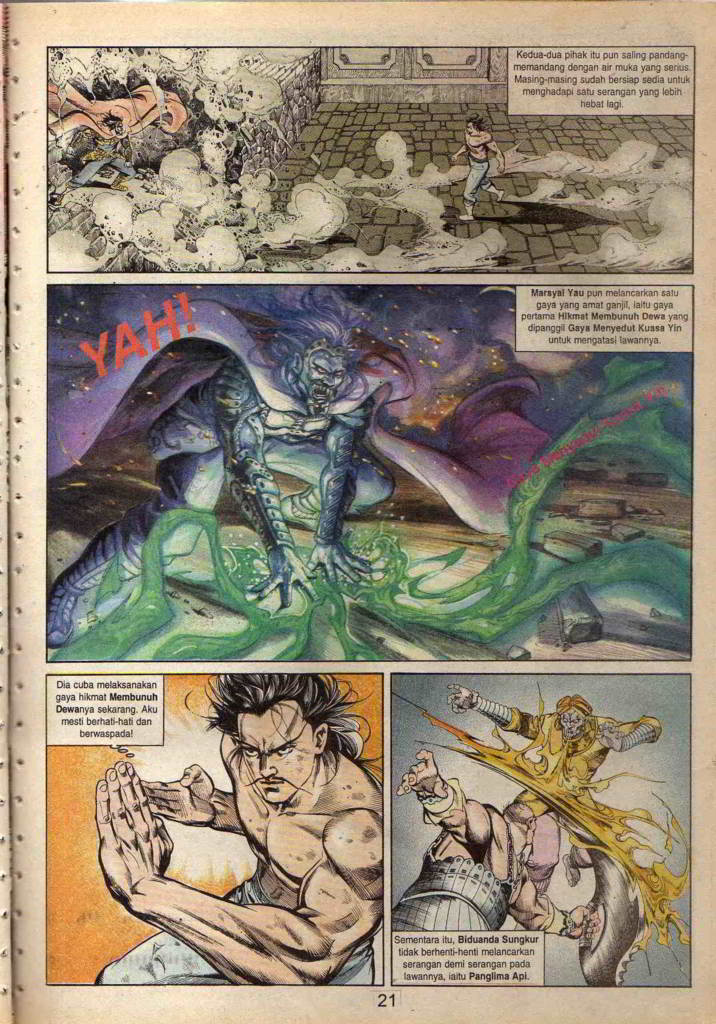 Kedua-dua pihak itu pun saling pandang-
memandang dengan air muka yang serius.
Masing-masing sudah bersiap sedia untuk
menghadapi satu serangan yang lebih
hebat lagi.
Marsyal Yau pun melancarkan satu
gaya yang amat ganjil, iaitu gaya
pertama Hikmat Membunuh Dewa yang
dipanggil Gaya Menyedut Kuasa Yin
untuk mengatasi lawannya.
YAH!
Gaya Menyedut Kuasa Yin
Dia cuba melaksanakan
gaya hikmat Membunuh
Dewanya sekarang. Aku
mesti berhati-hati dan
berwaspada!
Sementara itu, Biduanda Sungkur
tidak berhenti-henti melancarkan
serangan demi serangan pada
lawannya, iaitu Panglima Api.
21